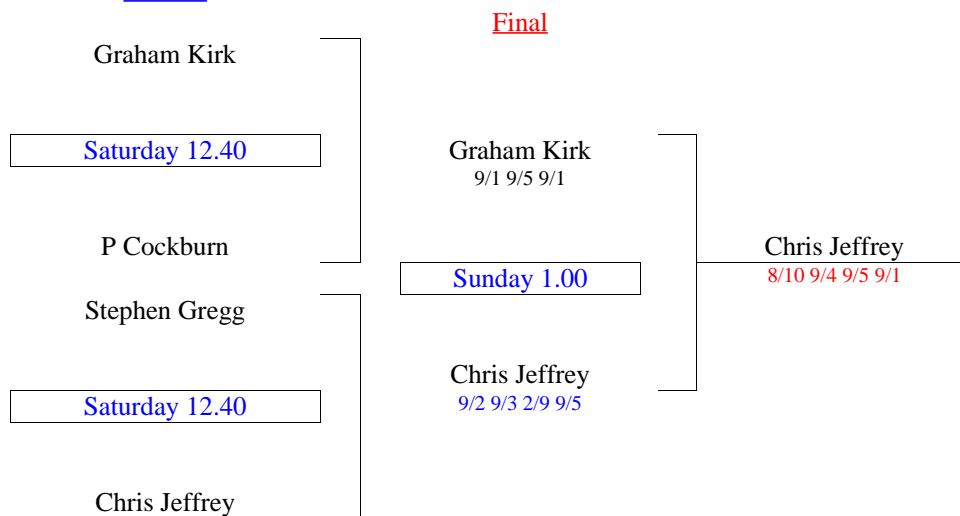 Final
Graham Kirk
Saturday 12.40
P Cockburn
Stephen Gregg
Saturday 12.40
Chris Jeffrey
Graham Kirk
9/1 9/5 9/1
Sunday 1.00
Chris Jeffrey
9/2 9/3 2/9 9/5
Chris Jeffrey
8/10 9/4 9/5 9/1